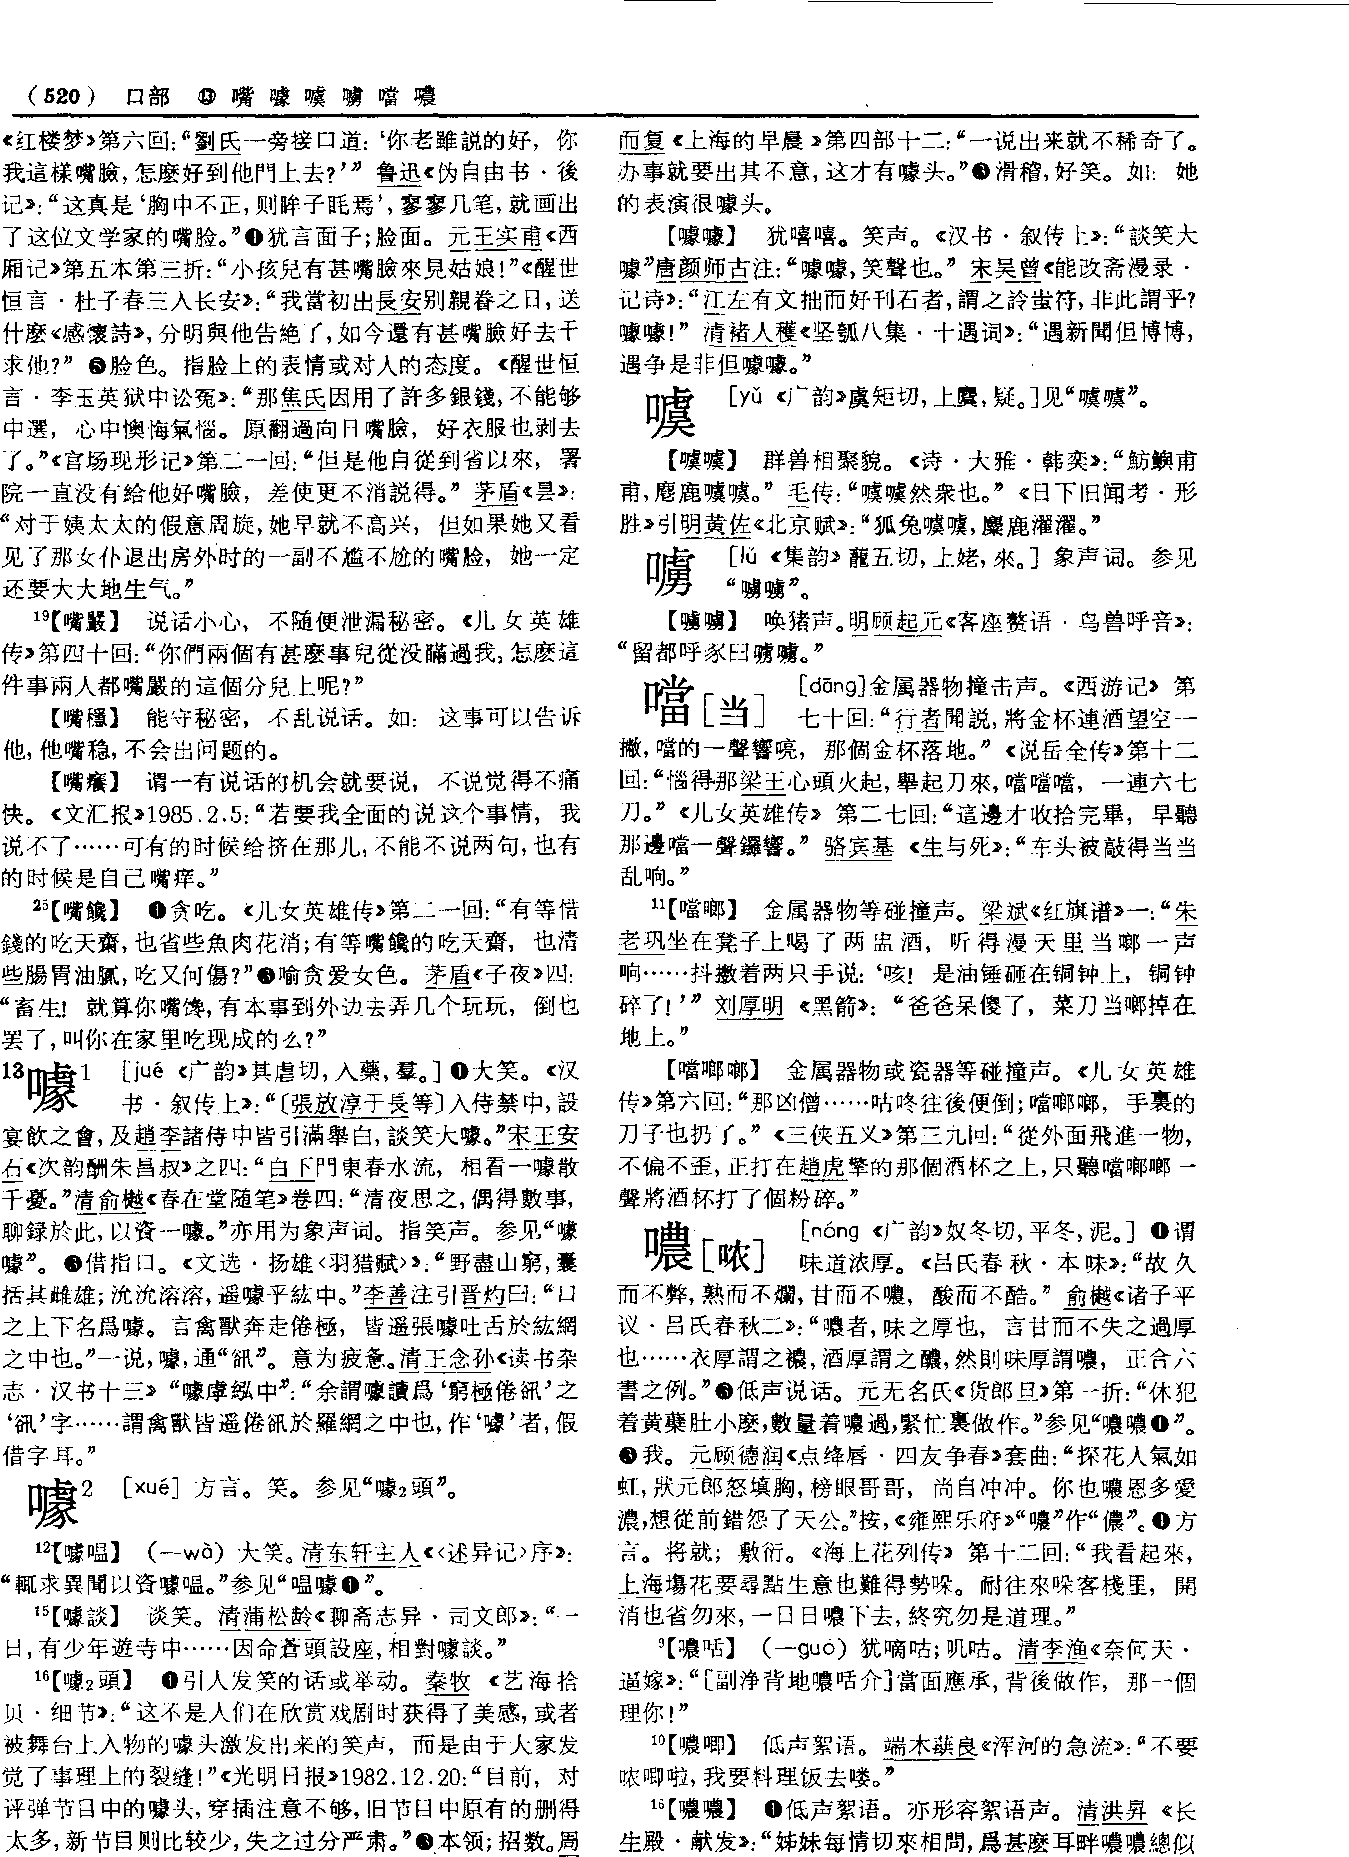 (520) 口部 ⓭ 嘴 噱 噳 㗥 噹 噥
《红楼梦》第六回:“劉氏一旁接口道:‘你老雖説的好, 你
我這樣嘴臉,怎麽好到他門上去?’” 鲁迅《伪自由书·後
记》:“这真是‘胸中不正,则眸子眊焉’,寥寥几笔,就画出
了这位文学家的嘴脸。”❹犹言面子;脸面。 元王实甫《西
厢记》第五本第三折:“小孩兒有甚嘴臉來見姑娘!”《醒世
恒言·杜子春三入长安》:“我當初出長安别親眷之日,送
什麽《感懷詩》,分明與他告絶了,如今還有甚嘴臉好去干
求他?” ❺脸色。指脸上的表情或对人的态度。《醒世恒
言·李玉英狱中讼冤》:“那焦氏因用了許多銀錢,不能够
中選, 心中懊悔氣惱。原翻過向日嘴臉, 好衣服也剥去
了。”《官场现形记》第二一回:“但是他自從到省以來, 署
院一直没有给他好嘴臉, 差使更不消説得。” 茅盾《昙》:
“对于姨太太的假意周旋,她早就不高兴, 但如果她又看
见了那女仆退出房外时的一副不尴不尬的嘴脸, 她一定
还要大大地生气。”
19【嘴嚴】 说话小心, 不随便泄漏秘密。《儿女英雄
传》第四十回:“你們兩個有甚麽事兒從没瞞過我,怎麽這
件事兩人都嘴嚴的這個分兒上呢?”
【嘴穩】 能守秘密, 不乱说话。如: 这事可以告诉
他,他嘴稳,不会出问题的。
【嘴癢】 谓一有说话的机会就要说, 不说觉得不痛
快。《文汇报》1985.2.5:“若要我全面的说这个事情, 我
说不了……可有的时候给挤在那儿,不能不说两句,也有
的时候是自己嘴痒。”
25【嘴饞】 ❶贪吃。《儿女英雄传》第二一回:“有等惜
錢的吃天齋,也省些魚肉花消;有等嘴饞的吃天齋, 也清
些腸胃油膩,吃又何傷?”❷喻贪爱女色。 茅盾《子夜》四:
“畜生! 就算你嘴馋,有本事到外边去弄几个玩玩, 倒也
罢了,叫你在家里吃现成的么?”
13噱1 [jué 《广韵》其虐切,入藥,羣。]❶大笑。《汉
书·叙传上》:“〔張放淳于長等〕入侍禁中,設
宴飲之會,及趙李諸侍中皆引滿舉白,談笑大噱。”宋王安
石《次韵酬朱昌叔》之四:“白下門東春水流, 相看一噱散
千憂。”清俞樾《春在堂随笔》卷四:“清夜思之,偶得數事,
聊録於此,以資一噱。”亦用为象声词。指笑声。参见“噱
噱”。❷借指口。《文选·扬雄〈羽猎赋〉》:“野盡山窮,囊
括其雌雄;沇沇溶溶,遥噱乎紘中。”李善注引晋灼曰:“口
之上下名爲噱。言禽獸奔走倦極, 皆遥張噱吐舌於紘網
之中也。”一说,噱,通“㕁”。意为疲惫。清王念孙《读书杂
志·汉书十三》“噱虖紭中”:“余謂噱讀爲‘窮極倦㕁’之
‘㕁’字……謂禽獸皆遥倦㕁於羅網之中也,作‘噱’者,假
借字耳。”
噱2 [xué] 方言。笑。参见“噱2頭”。
12【噱嗢】 (—wà) 大笑。清东轩主人《〈述异记〉序》:
“輒求異聞以資噱嗢。”参见“嗢噱❶”。
15【噱談】 谈笑。清蒲松龄《聊斋志异·司文郎》:“一
日,有少年遊寺中……因命蒼頭設座,相對噱談。”
16【噱2頭】 ❶引人发笑的话或举动。秦牧 《艺海拾
贝·细节》:“这不是人们在欣赏戏剧时获得了美感,或者
被舞台上人物的噱头激发出来的笑声, 而是由于大家发
觉了事理上的裂缝!”《光明日报》1982.12.20:“目前, 对
评弹节目中的噱头,穿插注意不够,旧节目中原有的删得
太多,新节目则比较少,失之过分严肃。”❷本领;招数。周
而复《上海的早晨》第四部十二:“一说出来就不稀奇了。
办事就要出其不意,这才有噱头。”❸滑稽,好笑。如: 她
的表演很噱头。
【噱噱】 犹嘻嘻。笑声。《汉书·叙传上》:“談笑大
噱”唐颜师古注:“噱噱,笑聲也。” 宋吴曾《能改斋漫录·
记诗》:“江左有文拙而好刊石者,謂之詅蚩符,非此謂乎?
噱噱!” 清褚人穫《坚瓠八集·十遇词》:“遇新聞但博博,
遇争是非但噱噱。”
噳 [yǔ 《广韵》虞矩切,上麌,疑。]见“噳噳”。
【噳噳】 群兽相聚貌。《诗·大雅·韩奕》:“魴鱮甫
甫,麀鹿噳噳。” 毛传:“噳噳然衆也。”《日下旧闻考·形
胜》引明黄佐《北京赋》:“狐兔噳噳,麋鹿濯濯。”
㗥 [lú 《集韵》龍五切,上姥,來。] 象声词。参见
“㗥㗥”。
【㗥㗥】 唤猪声。明顾起元《客座赘语·鸟兽呼音》:
“留都呼豕曰㗥㗥。”
噹[当] [dāng]金属器物撞击声。《西游记》第
七十回:“行者聞説,將金杯連酒望空一
撇,噹的一聲響喨, 那個金杯落地。”《说岳全传》第十二
回:“惱得那梁王心頭火起,舉起刀來,噹噹噹, 一連六七
刀。”《儿女英雄传》第二七回:“這邊才收拾完畢, 早聽
那邊噹一聲鑼響。” 骆宾基 《生与死》:“车头被敲得当当
乱响。”
11【噹啷】 金属器物等碰撞声。梁斌《红旗谱》一:“朱
老巩坐在凳子上喝了两盅酒, 听得漫天里当啷一声
响……抖擞着两只手说:‘咳! 是油锤砸在铜钟上, 铜钟
碎了!’” 刘厚明 《黑箭》:“爸爸呆傻了, 菜刀当啷掉在
地上。”
【噹啷啷】 金属器物或瓷器等碰撞声。《儿女英雄
传》第六回:“那凶僧……咕咚往後便倒;噹啷啷, 手裏的
刀子也扔了。”《三侠五义》第三九回:“從外面飛進一物,
不偏不歪,正打在趙虎擎的那個酒杯之上,只聽噹啷啷一
聲將酒杯打了個粉碎。”
噥[哝] [nóng 《广韵》奴冬切,平冬,泥。] ❶谓
味道浓厚。《吕氏春秋·本味》:“故久
而不弊,熟而不爛,甘而不噥, 酸而不酷。” 俞樾《诸子平
议·吕氏春秋二》:“噥者,味之厚也, 言甘而不失之過厚
也……衣厚謂之襛,酒厚謂之醲,然則味厚謂噥, 正合六
書之例。”❷低声说话。元无名氏《货郎旦》第一折:“休犯
着黄蘗肚小麽,數量着噥過,緊忙裏做作。”参见“噥噥❶”。
❸我。元顾德润《点绛唇·四友争春》套曲:“探花人氣如
虹,狀元郎怒填胸,榜眼哥哥, 尚自冲冲。你也噥恩多愛
濃,想從前錯怨了天公。”按,《雍熙乐府》“噥”作“儂”。❹方
言。将就; 敷衍。《海上花列传》第十二回:“我看起來,
上海塲花要尋點生意也難得勢哚。耐往來哚客棧里, 開
消也省勿來,一日日噥下去,終究勿是道理。”
9【噥咶】 (—guō) 犹嘀咕;叽咕。清李渔《奈何天·
逼嫁》:“[副净背地噥咶介]當面應承,背後做作, 那一個
理你!”
10【噥唧】 低声絮语。端木蕻良《浑河的急流》:“不要
哝唧啦,我要料理饭去喽。”
16【噥噥】 ❶低声絮语。亦形容絮语声。清洪昇《长
生殿·献发》:“姊妹每情切來相問,爲甚麽耳畔噥噥總似